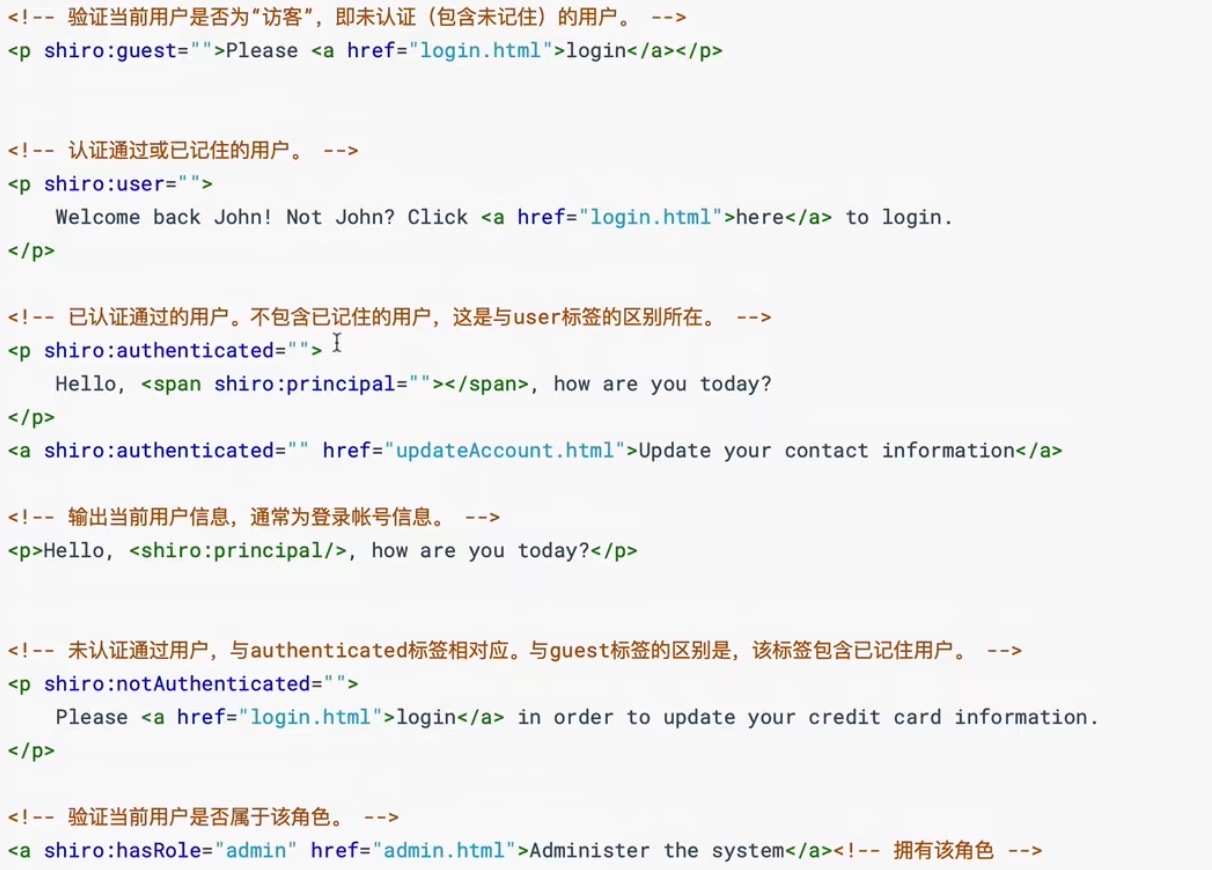 <!-- 验证当前用户是否为“访客”，即未认证（包含未记住）的用户。 -->
<p shiro:guest="">Please <a href="login.html">login</a></p>
<!-- 认证通过或已记住的用户。 -->
<p shiro:user="">
Welcome back John! Not John? Click <a href="login.html">here</a> to login.
</p>
<!-- 已认证通过的用户。不包含已记住的用户，这是与user标签的区别所在。 -->
<p shiro:authenticated="">
Hello, <span shiro:principal=""></span>, how are you today?
</p>
<a shiro:authenticated="" href="updateAccount.html">Update your contact information</a>
<!-- 输出当前用户信息，通常为登录帐号信息。 -->
<p>Hello, <shiro:principal/>, how are you today?</p>
<!-- 未认证通过用户，与authenticated标签相对应。与guest标签的区别是，该标签包含已记住用户。 -->
<p shiro:notAuthenticated="">
Please <a href="login.html">login</a> in order to update your credit card information.
</p>
<!-- 验证当前用户是否属于该角色。 -->
<a shiro:hasRole="admin" href="admin.html">Administer the system</a><!-- 拥有该角色 -->